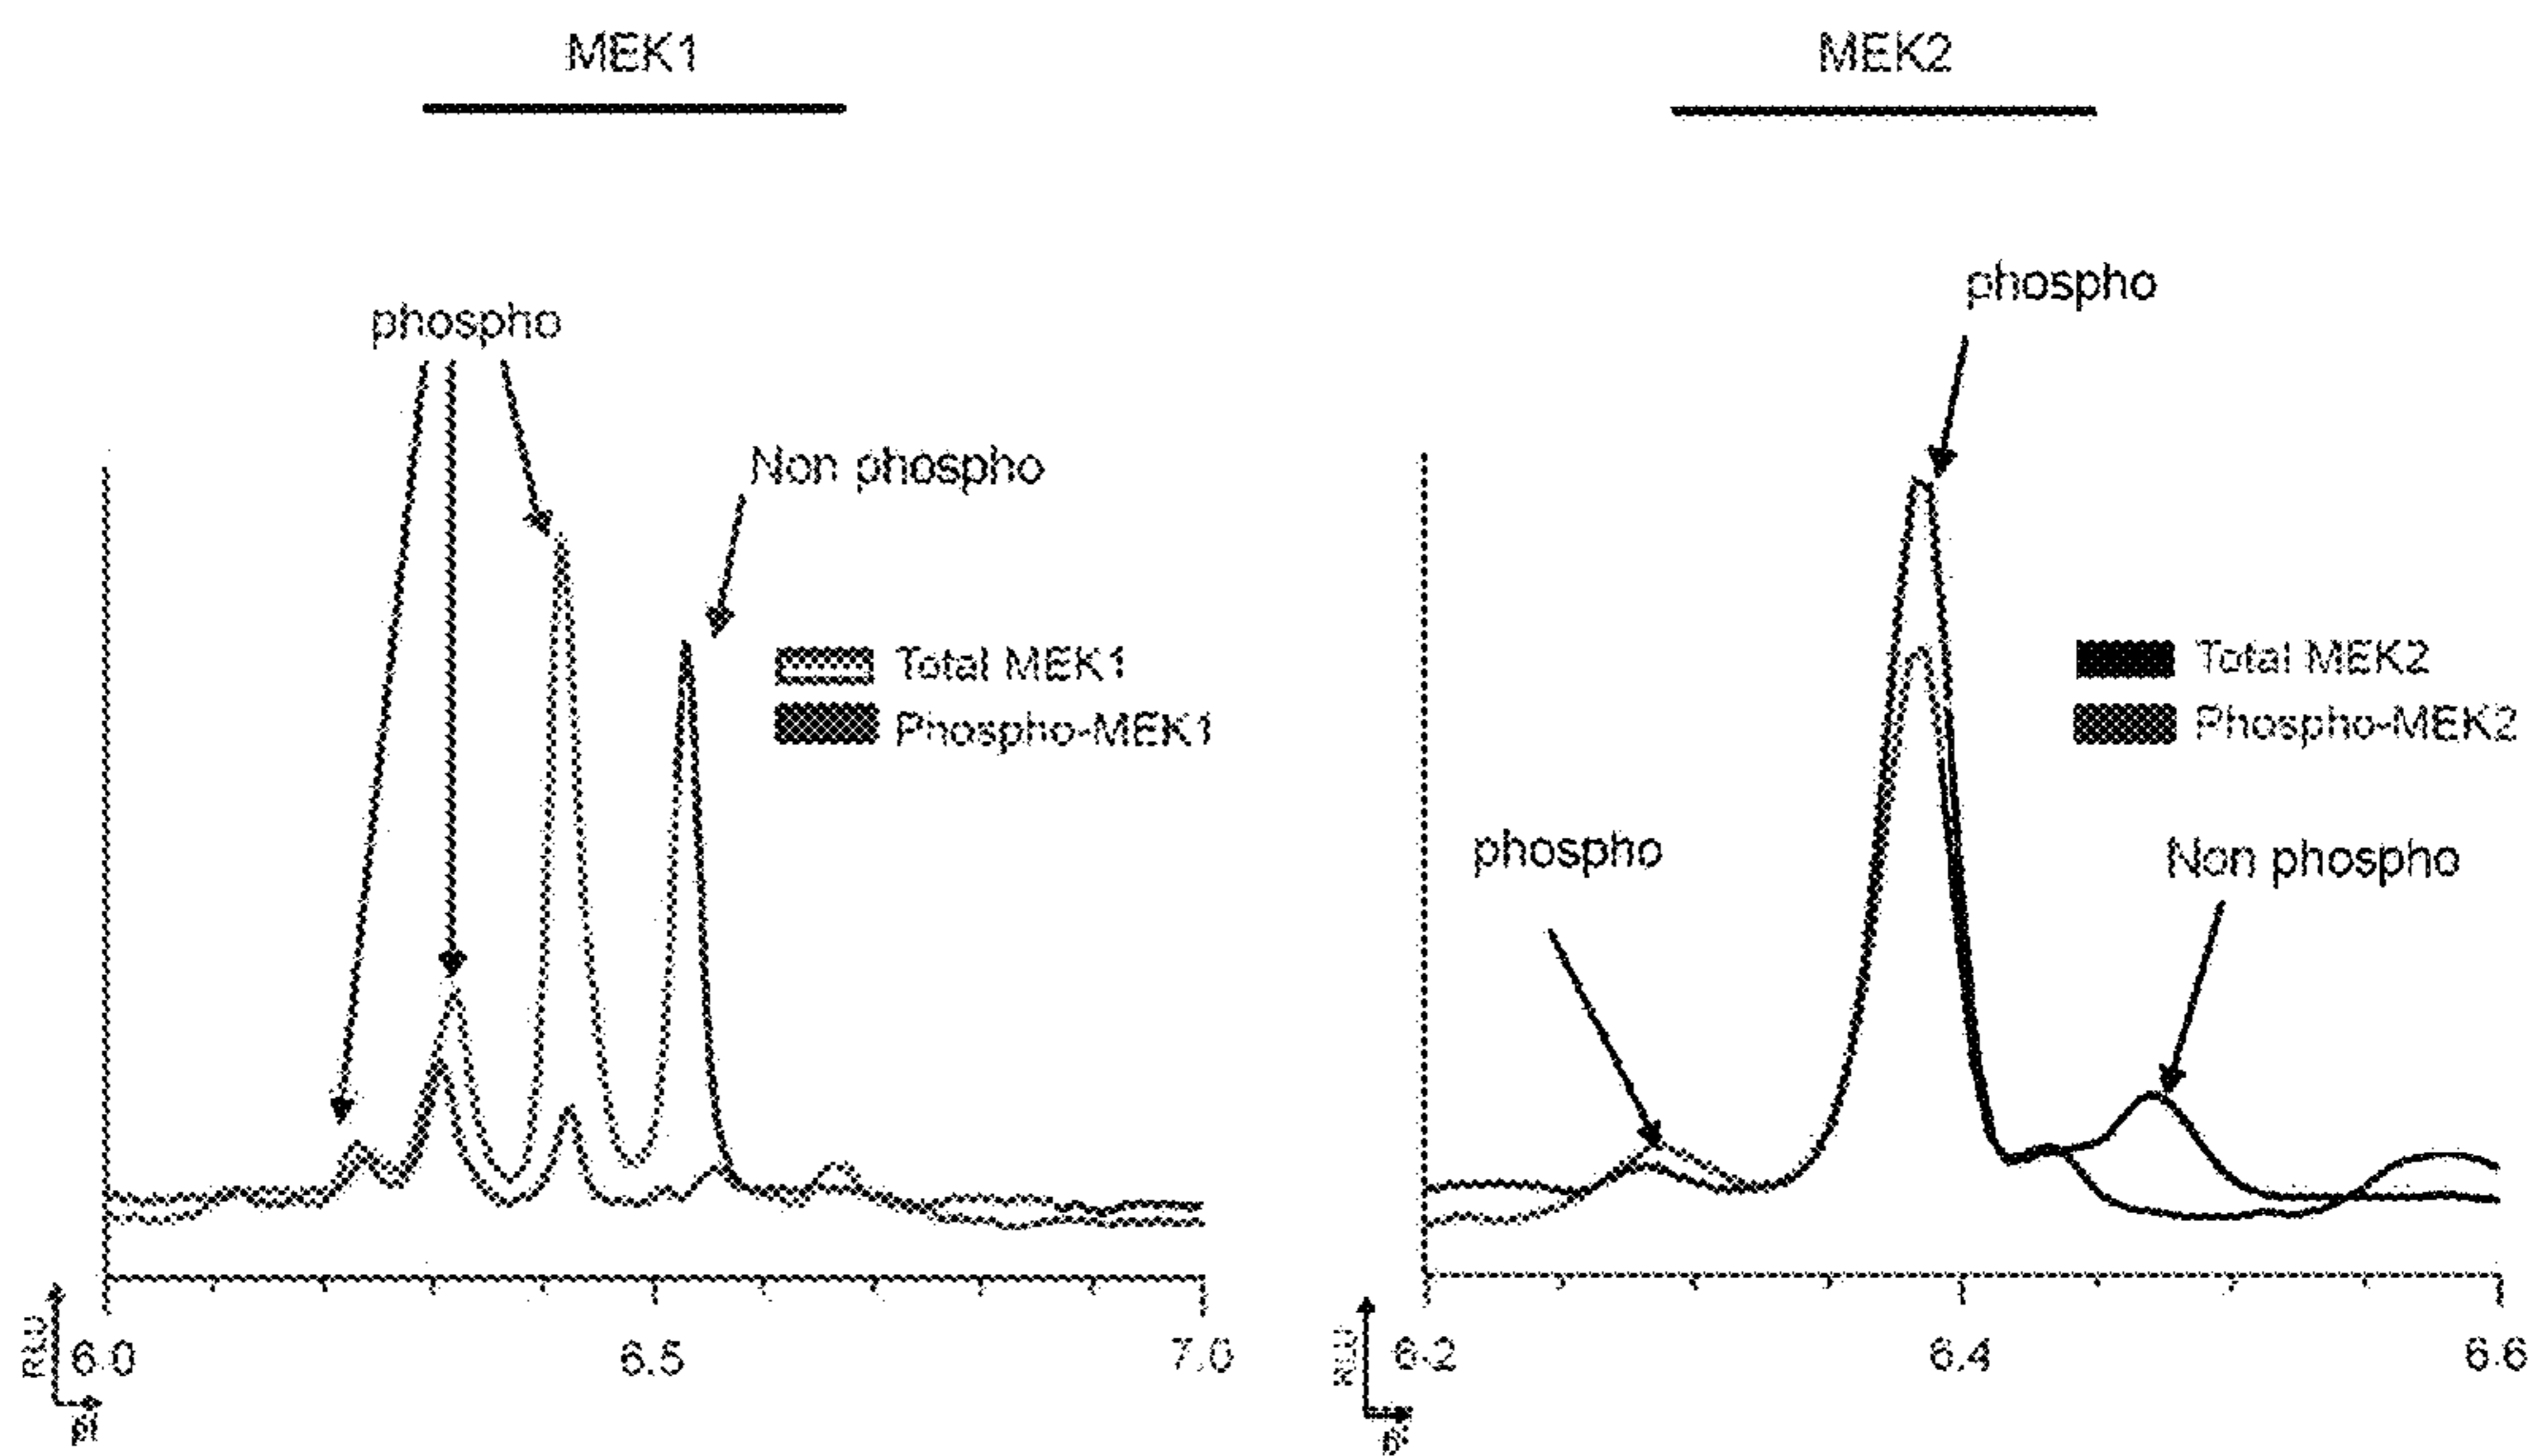 MEK1
phospho
Non phospho
Total MEK1
Phospho-MEK1
6.0
6.5
7.0
RLU
pI
MEK2
phospho
phospho
Non phospho
Total MEK2
Phospho-MEK2
6.2
6.4
6.6
RLU
pI